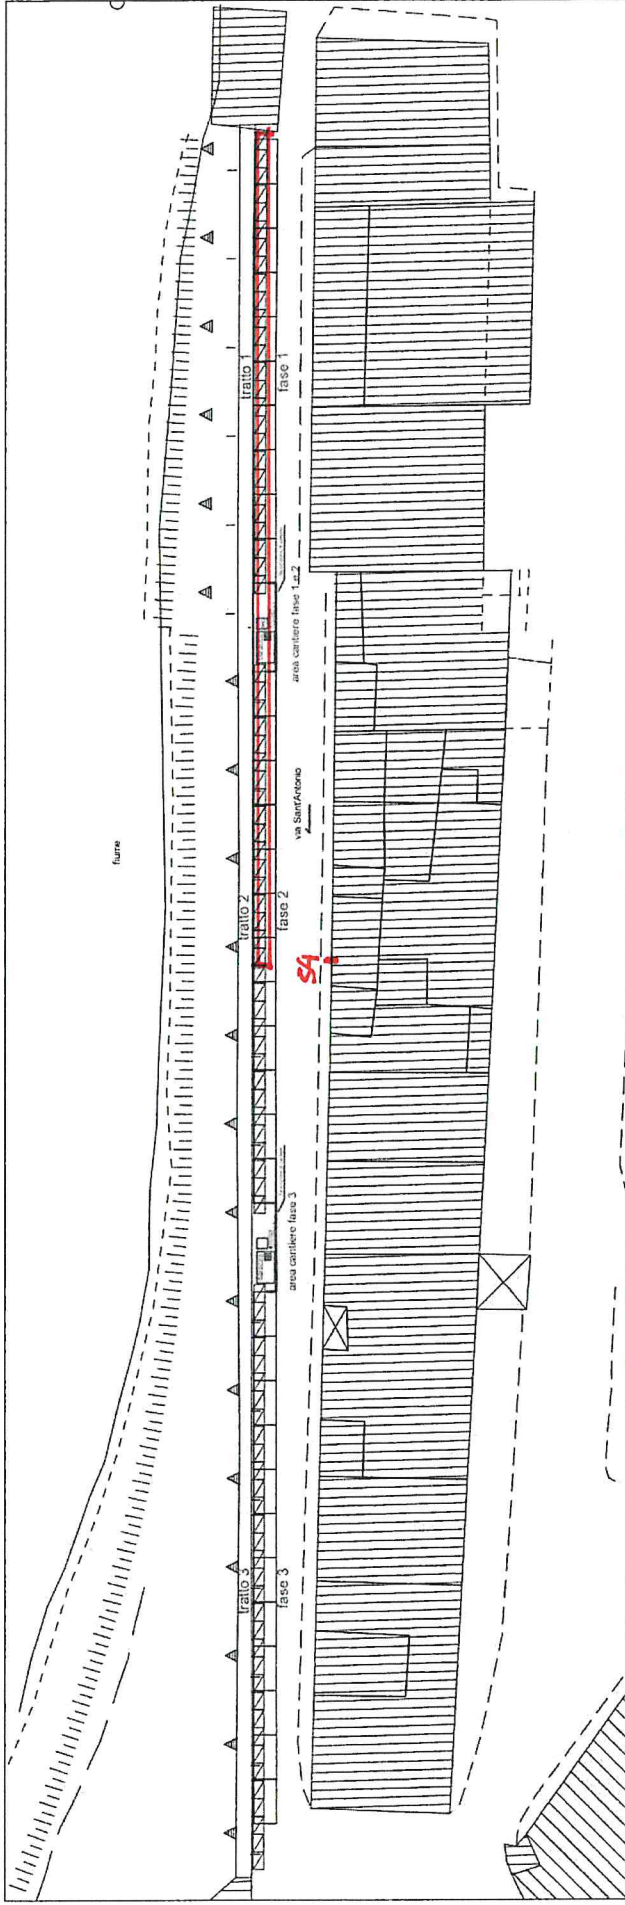 tratto 1
fase 1
area cantiere fase 1 e 2
fiume
via Sant'Antonio
tratto 2
fase 2
54
area cantiere fase 3
tratto 3
fase 3